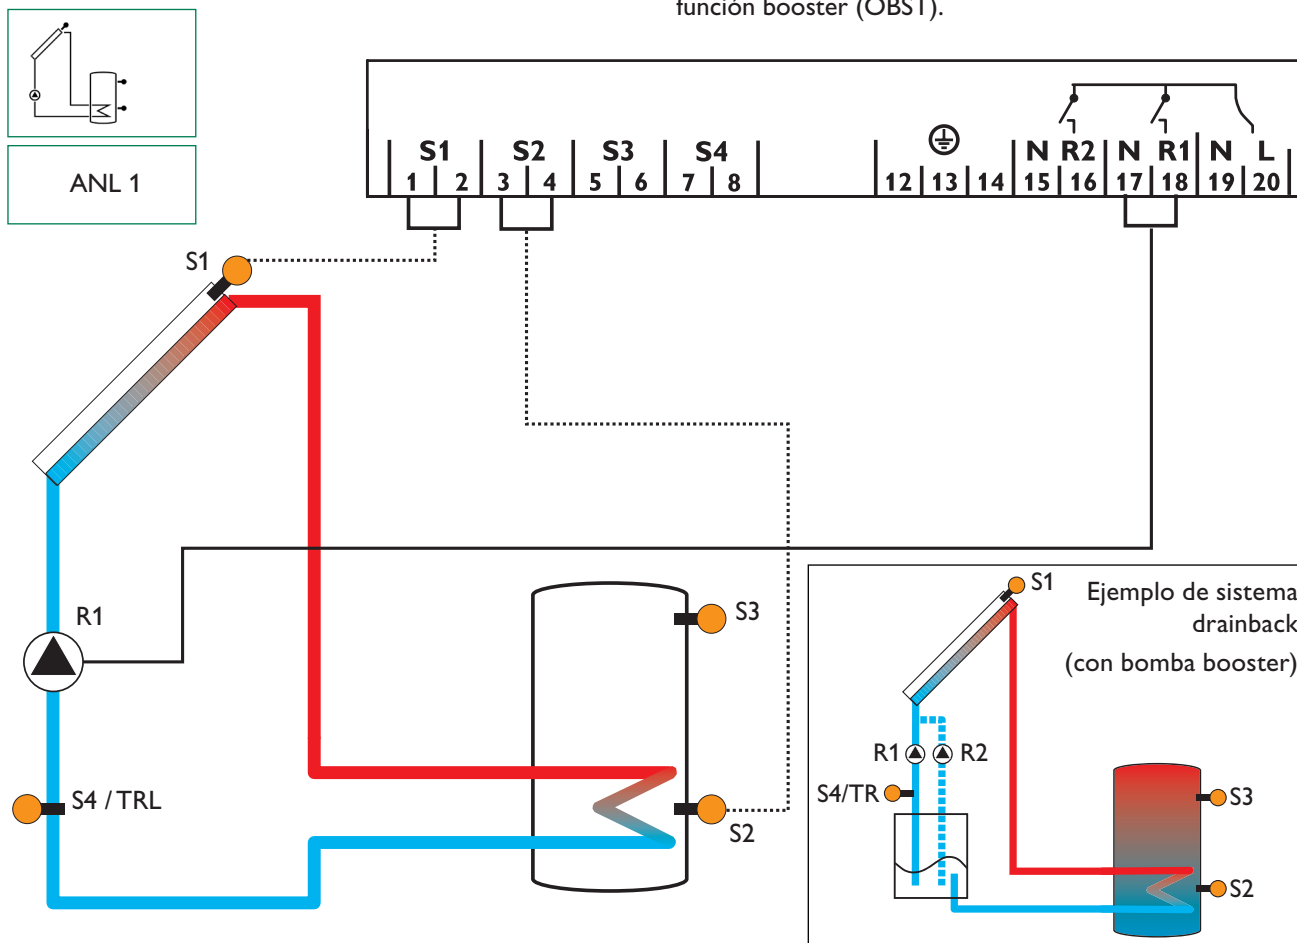 función booster (OBST).
ANL 1
S1 S2 S3 S4 N R2 N R1 N L
1 2 3 4 5 6 7 8 12 13 14 15 16 17 18 19 20
S1
R1
S3
S4 / TRL
S2
S1
Ejemplo de sistema
drainback
(con bomba booster)
R1 R2
S4/TR
S3
S2